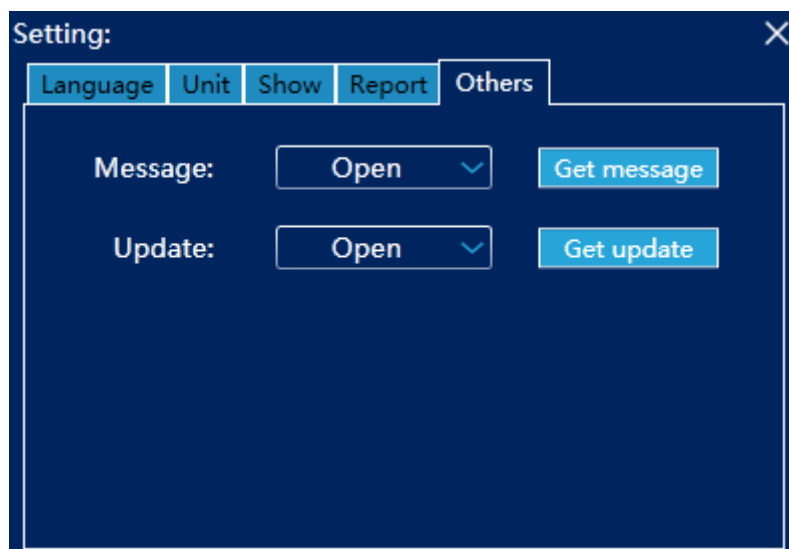 Setting:
Language Unit Show Report Others
Message: Open Get message
Update: Open Get update